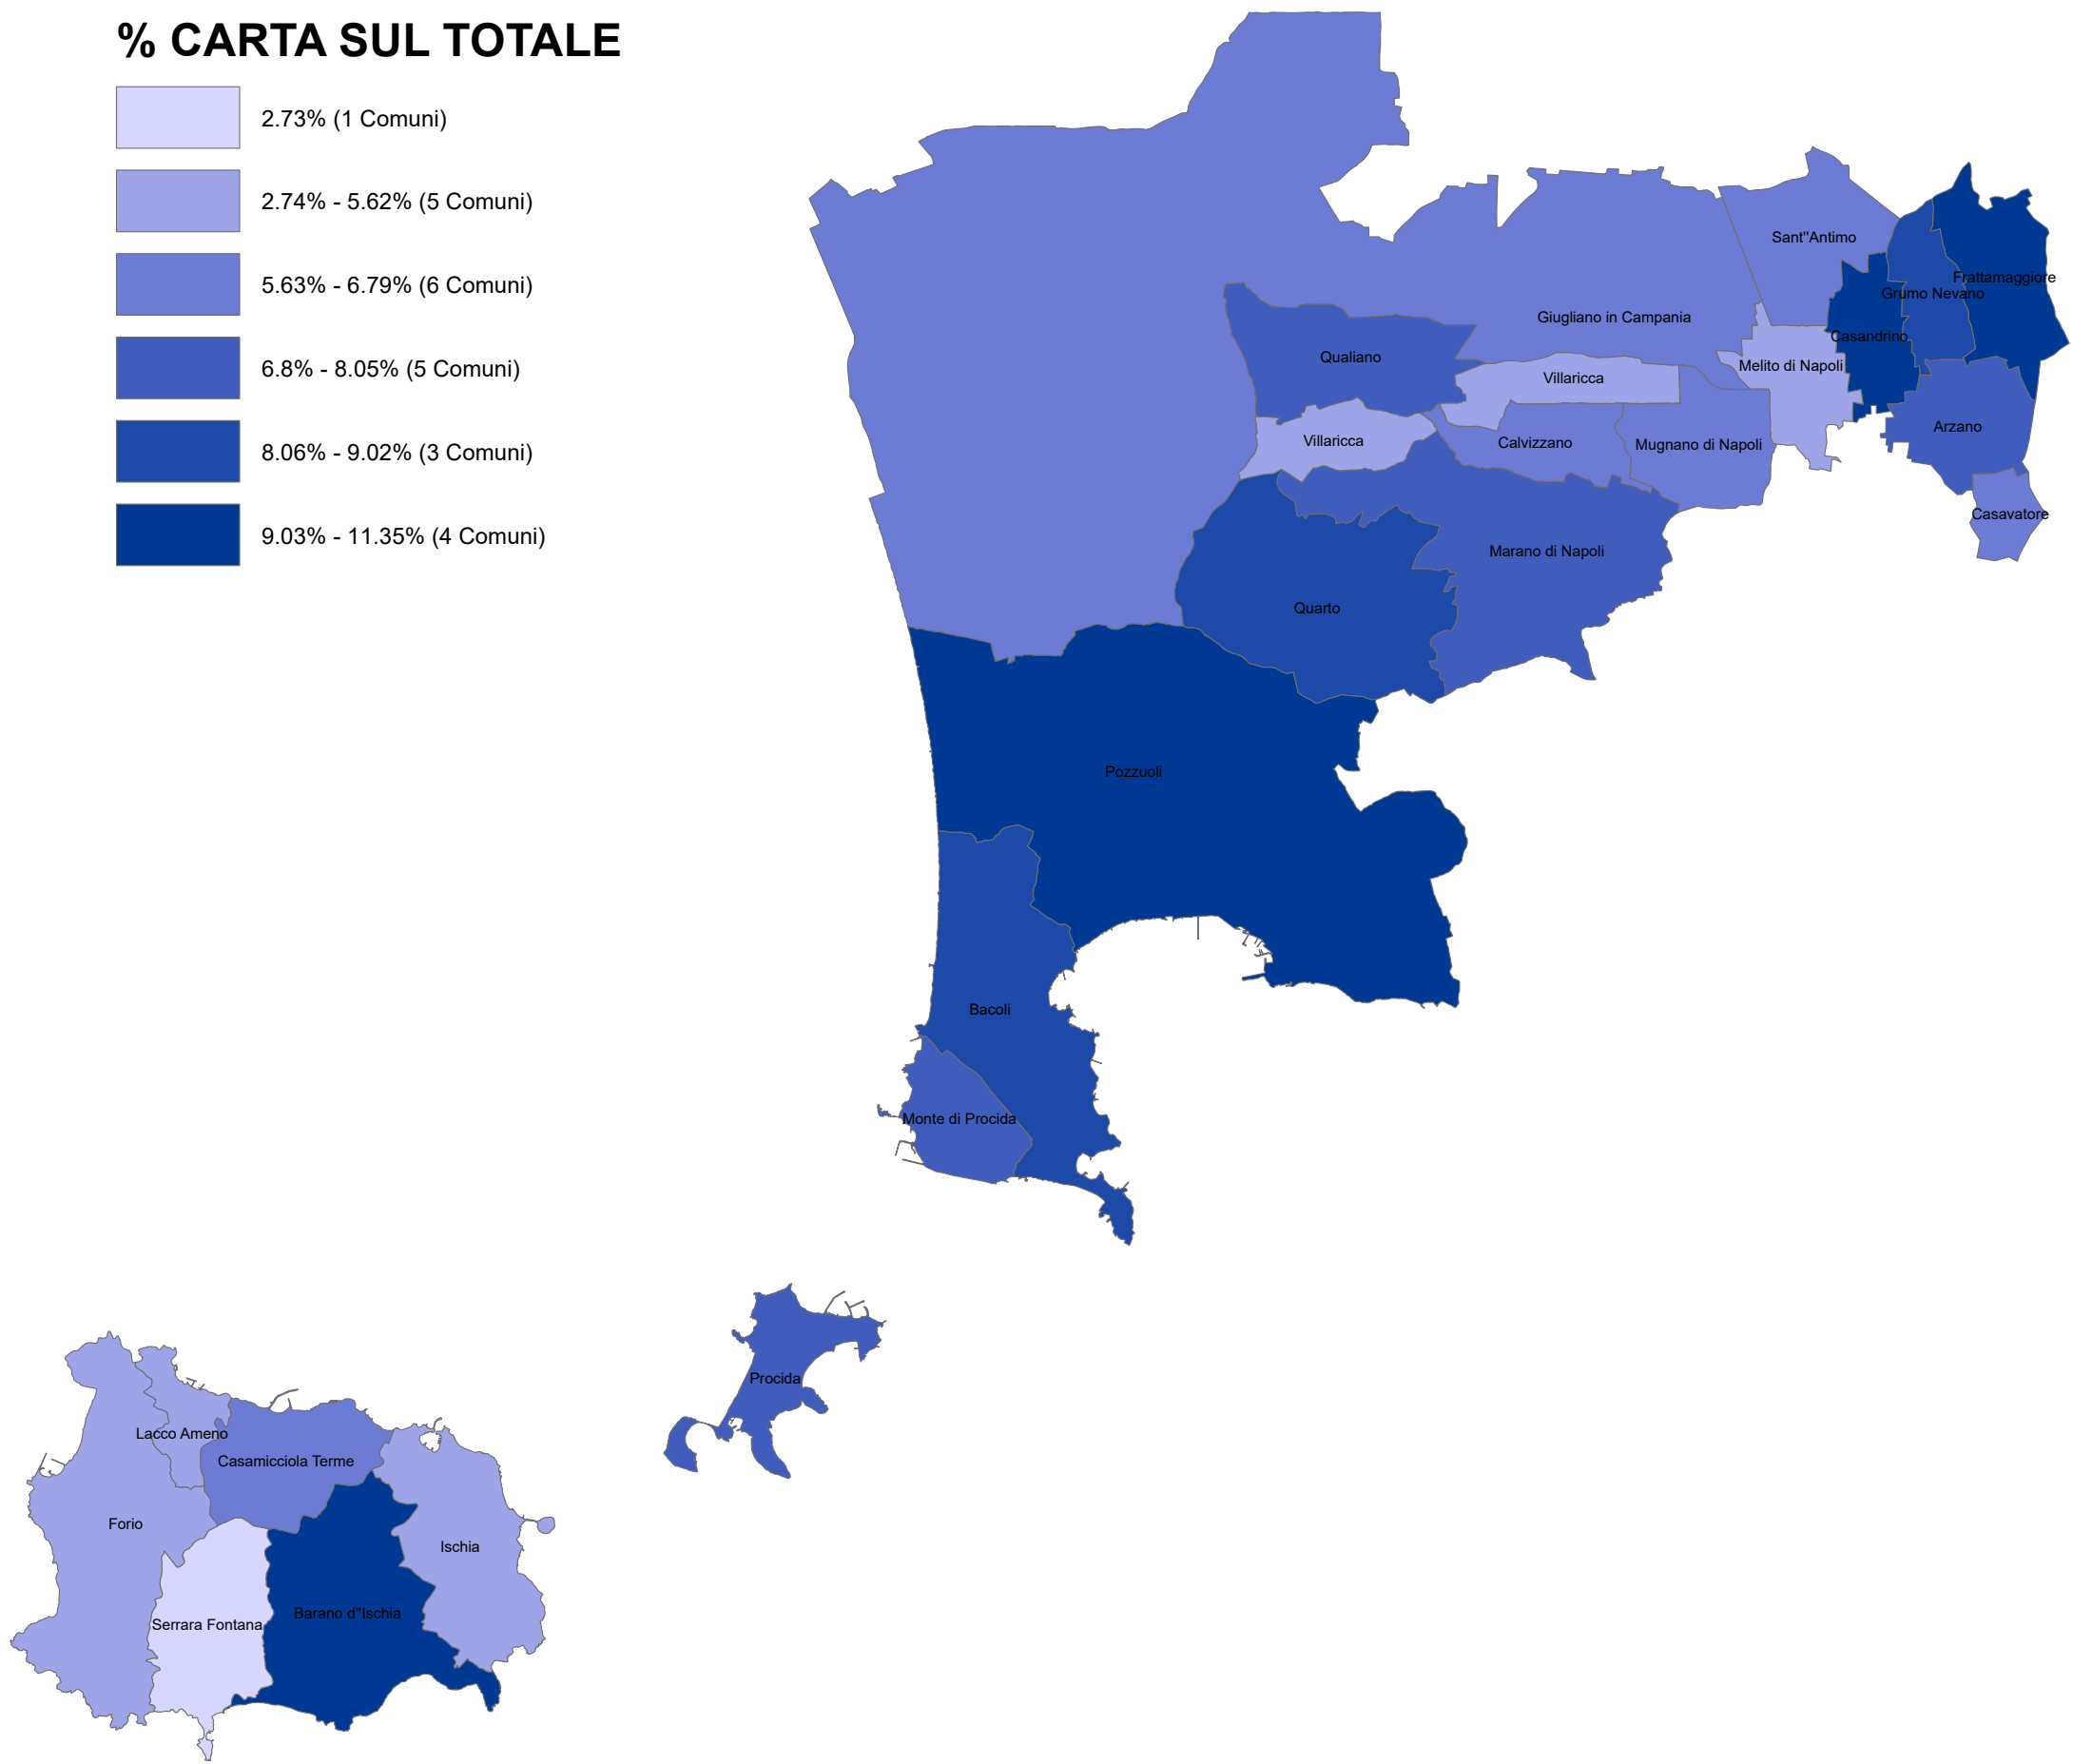 % CARTA SUL TOTALE
2.73% (1 Comuni)
2.74% - 5.62% (5 Comuni)
5.63% - 6.79% (6 Comuni)
6.8% - 8.05% (5 Comuni)
8.06% - 9.02% (3 Comuni)
9.03% - 11.35% (4 Comuni)
Sant"Antimo
Frattamaggiore
Grumo Nevano
Giugliano in Campania
Casandrino
Qualiano
Melito di Napoli
Villaricca
Arzano
Villaricca
Calvizzano
Mugnano di Napoli
Casavatore
Marano di Napoli
Quarto
Pozzuoli
Bacoli
Monte di Procida
Procida
Lacco Ameno
Casamicciola Terme
Forio
Ischia
Barano d"Ischia
Serrara Fontana